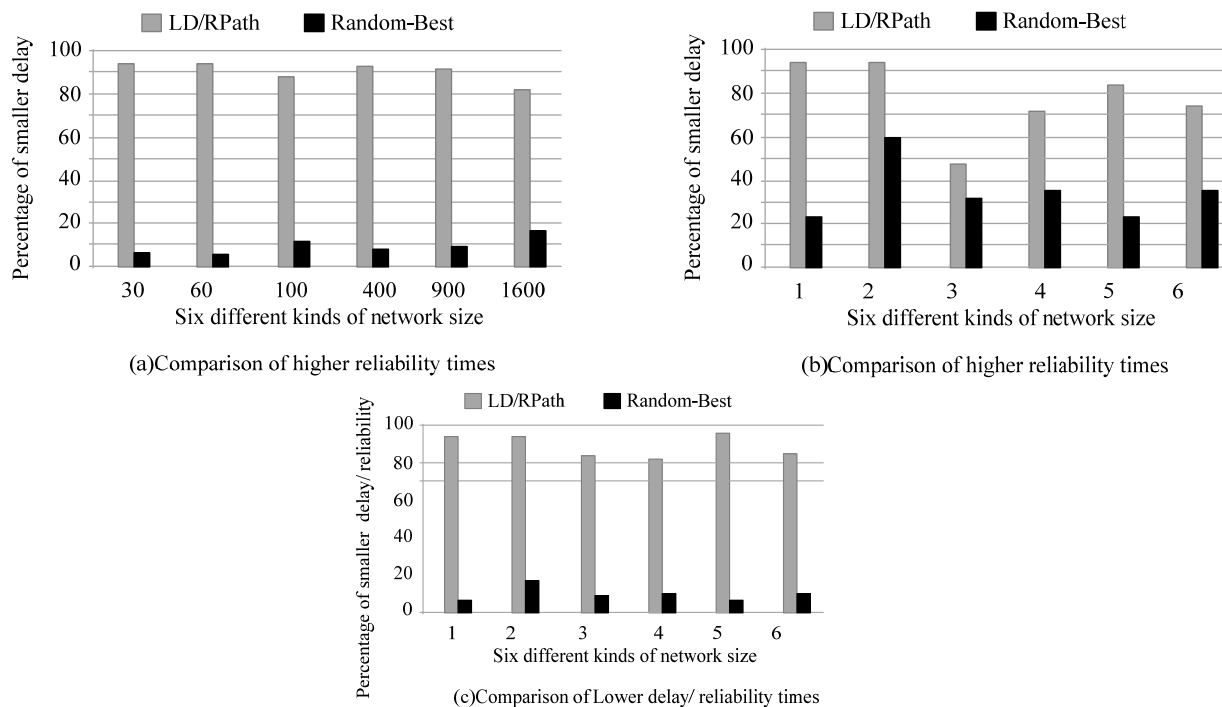 LD/RPath Random-Best
Percentage of smaller delay
100
80
60
40
20
0
30 60 100 400 900 1600
Six different kinds of network size
(a)Comparison of higher reliability times
LD/RPath Random-Best
Percentage of smaller delay
100
80
60
40
20
0
1 2 3 4 5 6
Six different kinds of network size
(b)Comparison of higher reliability times
LD/RPath Random-Best
Percentage of smaller delay/ reliability
100
80
60
40
20
0
1 2 3 4 5 6
Six different kinds of network size
(c)Comparison of Lower delay/ reliability times